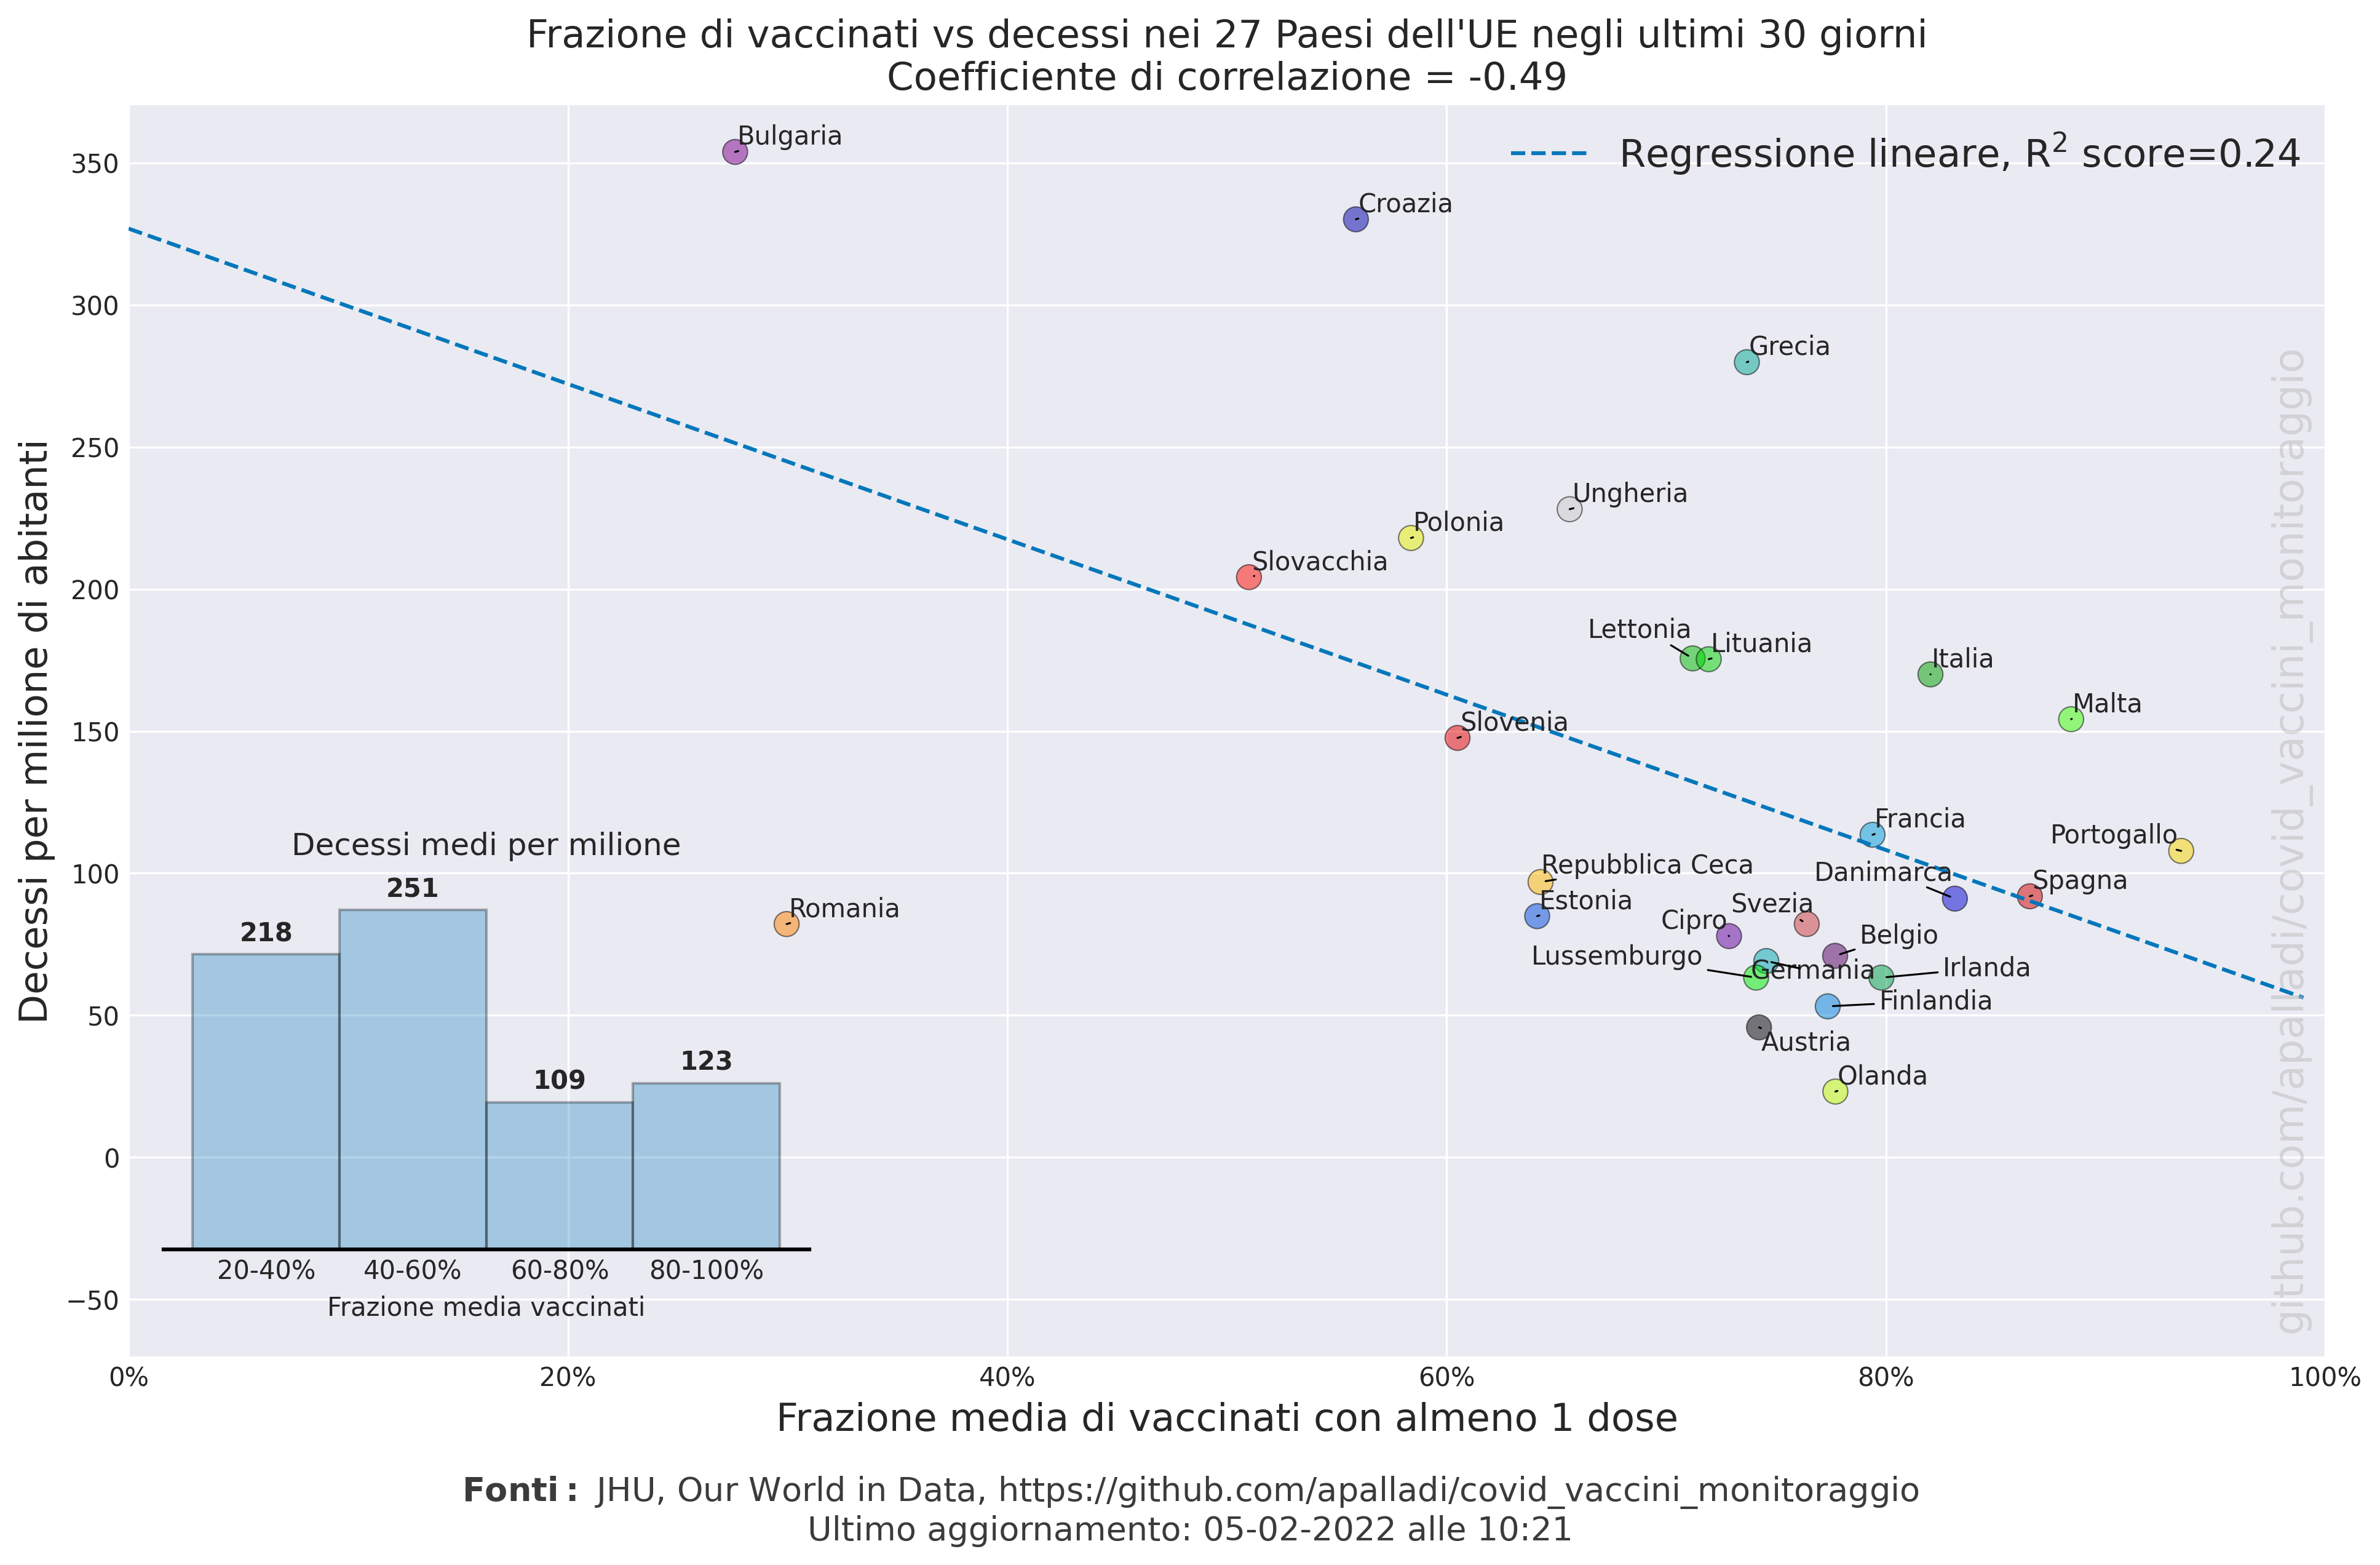 Frazione di vaccinati vs decessi nei 27 Paesi dell'UE negli ultimi 30 giorni
Coefficiente di correlazione = -0.49
Regressione lineare, R² score=0.24
Decessi per milione di abitanti
350
300
250
200
150
100
50
0
−50
Bulgaria
Croazia
Grecia
Ungheria
Polonia
Slovacchia
Lettonia
Lituania
Italia
Malta
Slovenia
Francia
Portogallo
Repubblica Ceca
Danimarca
Spagna
Estonia
Romania
Svezia
Cipro
Belgio
Lussemburgo
Germania
Irlanda
Finlandia
Austria
Olanda
github.com/apalladi/covid_vaccini_monitoraggio
Decessi medi per milione
218
251
109
123
20-40%
40-60%
60-80%
80-100%
Frazione media vaccinati
0%
20%
40%
60%
80%
100%
Frazione media di vaccinati con almeno 1 dose
Fonti: JHU, Our World in Data, https://github.com/apalladi/covid_vaccini_monitoraggio
Ultimo aggiornamento: 05-02-2022 alle 10:21